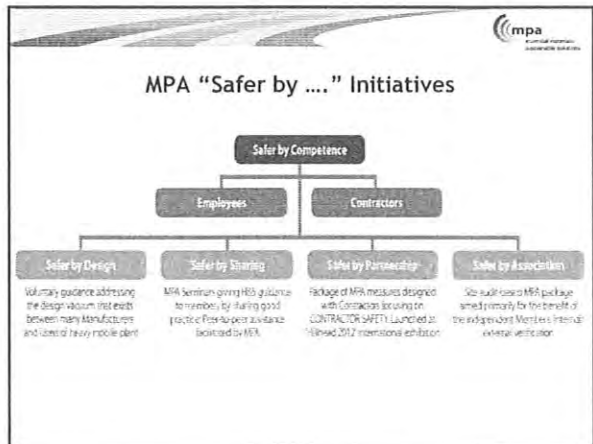 mpa
essential materials
sustainable solutions
MPA “Safer by ....” Initiatives
Safer by Competence
Employees
Contractors
Safer by Design
Voluntary guidance addressing
the design vacuum that exists
between many Manufacturers
and Users of heavy mobile plant
Safer by Sharing
MPA Seminars giving H&S guidance
to members by sharing good
practice. Peer-to-peer assistance
facilitated by MPA
Safer by Partnership
Package of MPA measures designed
with Contractors focusing on
CONTRACTOR SAFETY. Launched at
Hillhead 2012 international exhibition
Safer by Association
Site audit-based MPA package
aimed primarily for the benefit of
the independent Members. Internal
external verification